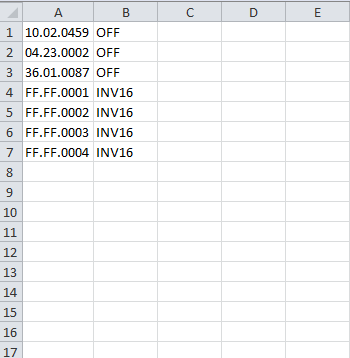 A B C D E
1 10.02.0459 OFF
2 04.23.0002 OFF
3 36.01.0087 OFF
4 FF.FF.0001 INV16
5 FF.FF.0002 INV16
6 FF.FF.0003 INV16
7 FF.FF.0004 INV16
8
9
10
11
12
13
14
15
16
17